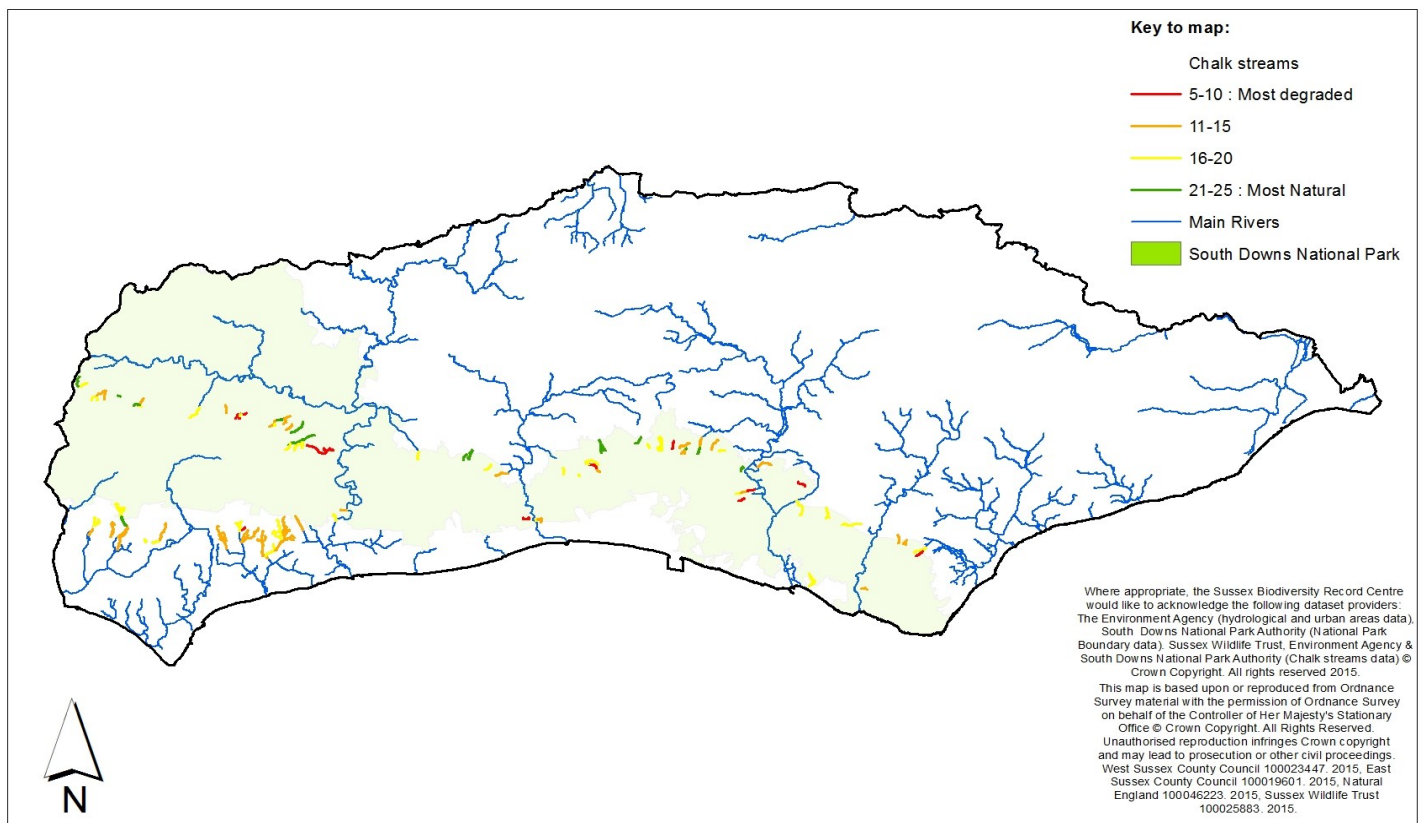 Key to map:
Chalk streams
5-10 : Most degraded
11-15
16-20
21-25 : Most Natural
Main Rivers
South Downs National Park
Where appropriate, the Sussex Biodiversity Record Centre
would like to acknowledge the following dataset providers:
The Environment Agency (hydrological and urban areas data),
South Downs National Park Authority (National Park
Boundary data). Sussex Wildlife Trust, Environment Agency &
South Downs National Park Authority (Chalk streams data) ©
Crown Copyright. All rights reserved 2015.
This map is based upon or reproduced from Ordnance
Survey material with the permission of Ordnance Survey
on behalf of the Controller of Her Majesty's Stationary
Office © Crown Copyright. All Rights Reserved.
Unauthorised reproduction infringes Crown copyright
and may lead to prosecution or other civil proceedings.
West Sussex County Council 100023447. 2015, East
Sussex County Council 100019601. 2015, Natural
England 100046223. 2015, Sussex Wildlife Trust
100025883. 2015.
N